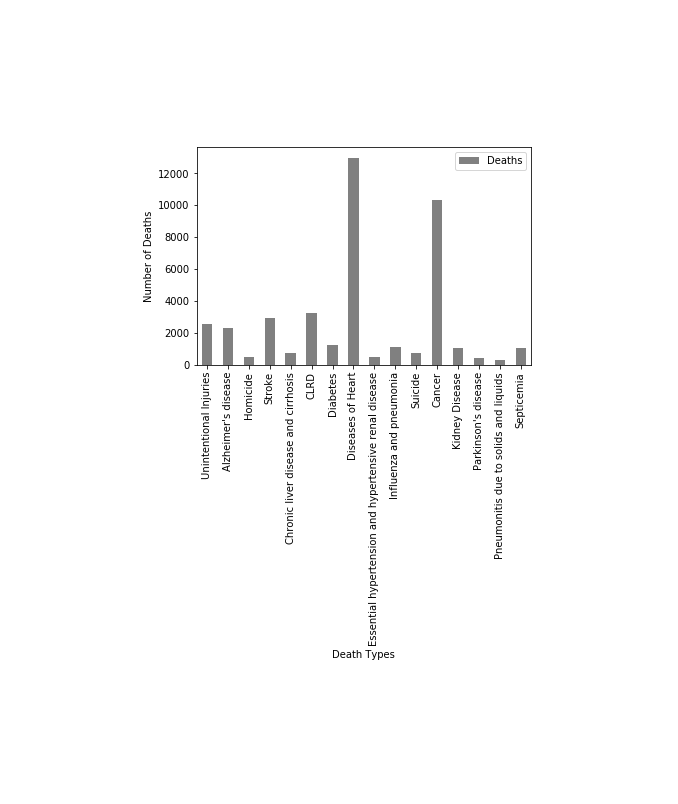 Deaths
Number of Deaths
12000
10000
8000
6000
4000
2000
0
Unintentional Injuries
Alzheimer's disease
Homicide
Stroke
Chronic liver disease and cirrhosis
CLRD
Diabetes
Diseases of Heart
Essential hypertension and hypertensive renal disease
Influenza and pneumonia
Suicide
Cancer
Kidney Disease
Parkinson's disease
Pneumonitis due to solids and liquids
Septicemia
Death Types